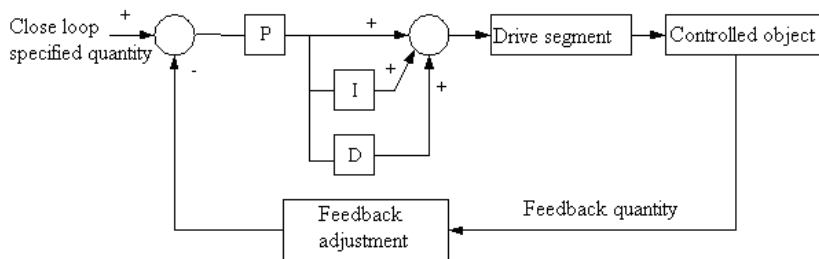 Close loop
specified quantity
+
-
P
I
D
+
+
+
Drive segment
Controlled object
Feedback
adjustment
Feedback quantity